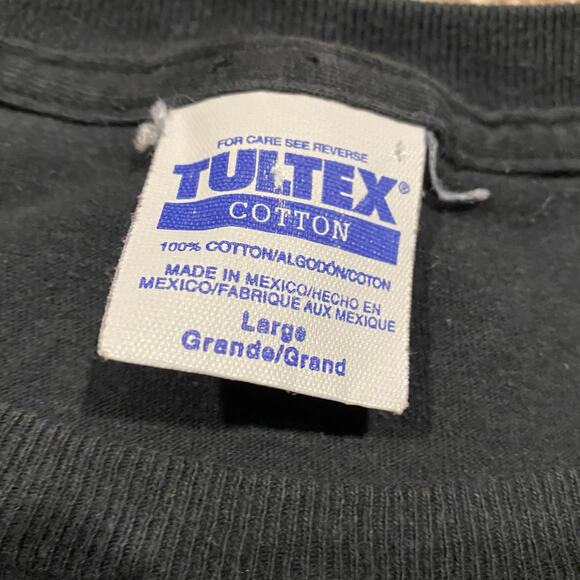 FOR CARE SEE REVERSE
TULTEX®
COTTON
100% COTTON/ALGODÓN/COTON
MADE IN MEXICO/HECHO EN
MEXICO/FABRIQUE AUX MEXIQUE
Large
Grande/Grand